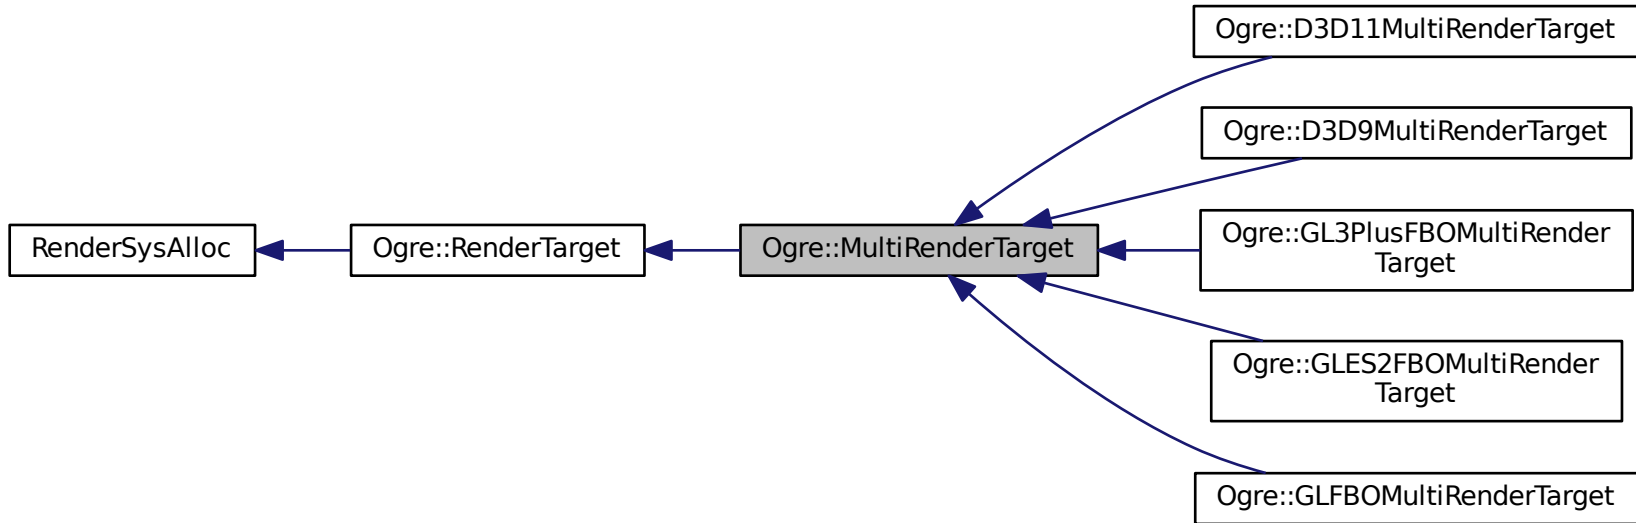 Ogre::D3D11MultiRenderTarget
Ogre::D3D9MultiRenderTarget
Ogre::GL3PlusFBOMultiRender
Target
RenderSysAlloc
Ogre::RenderTarget
Ogre::MultiRenderTarget
Ogre::GLES2FBOMultiRender
Target
Ogre::GLFBOMultiRenderTarget